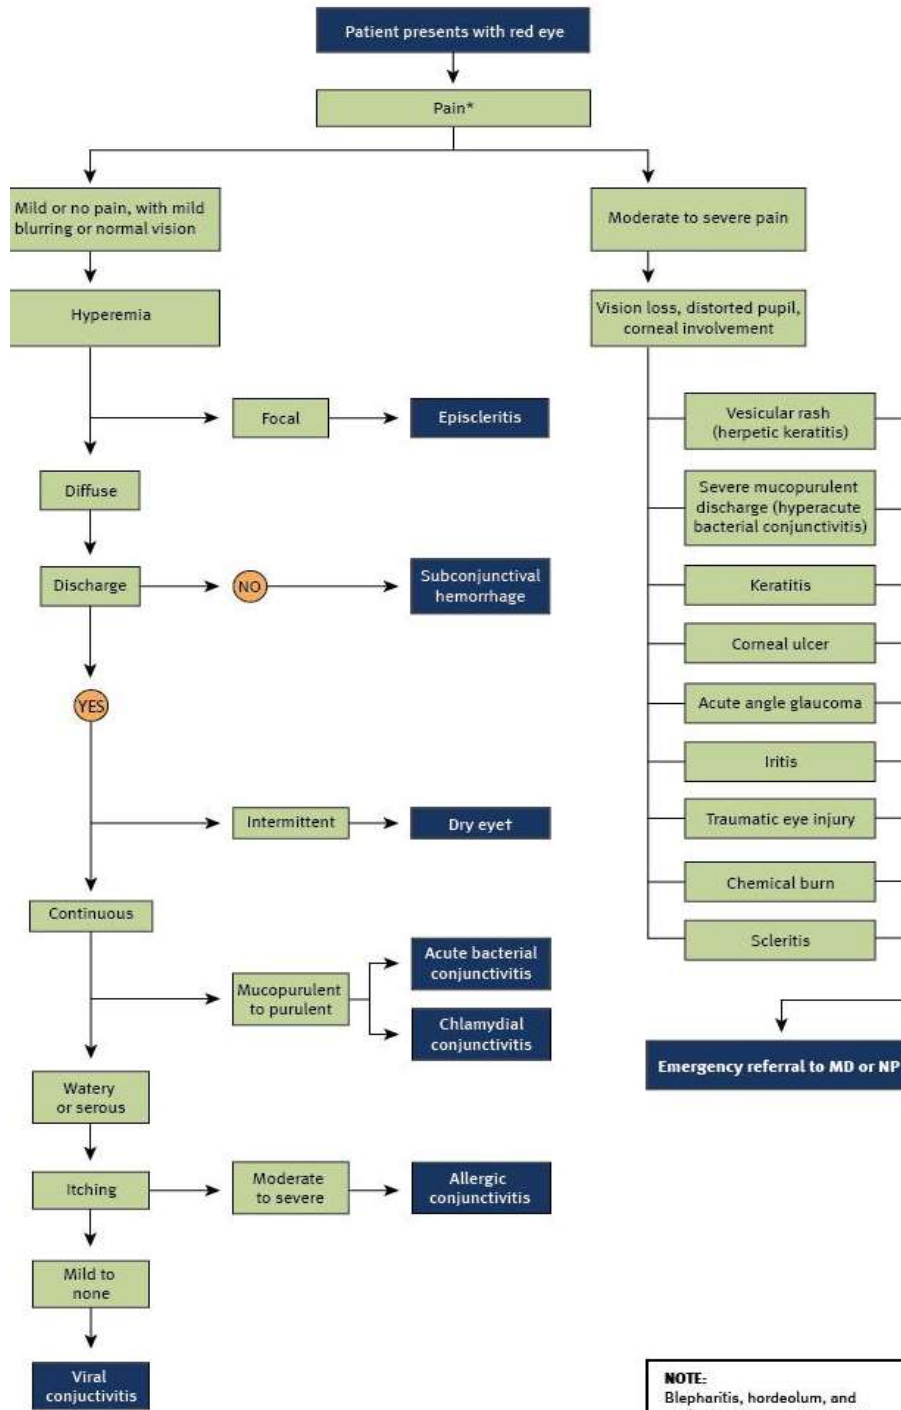 Patient presents with red eye
Pain*
Mild or no pain, with mild
blurring or normal vision
Moderate to severe pain
Hyperemia
Vision loss, distorted pupil,
corneal involvement
Focal
Episcleritis
Vesicular rash
(herpetic keratitis)
Diffuse
Severe mucopurulent
discharge (hyperacute
bacterial conjunctivitis)
Discharge
NO
Subconjunctival
hemorrhage
Keratitis
Corneal ulcer
YES
Acute angle glaucoma
Iritis
Intermittent
Dry eye†
Traumatic eye injury
Chemical burn
Continuous
Scleritis
Mucopurulent
to purulent
Acute bacterial
conjunctivitis
Chlamydial
conjunctivitis
Emergency referral to MD or NP
Watery
or serous
Itching
Moderate
to severe
Allergic
conjunctivitis
Mild to
none
Viral
conjuctivitis
NOTE:
Blepharitis, hordeolum, and